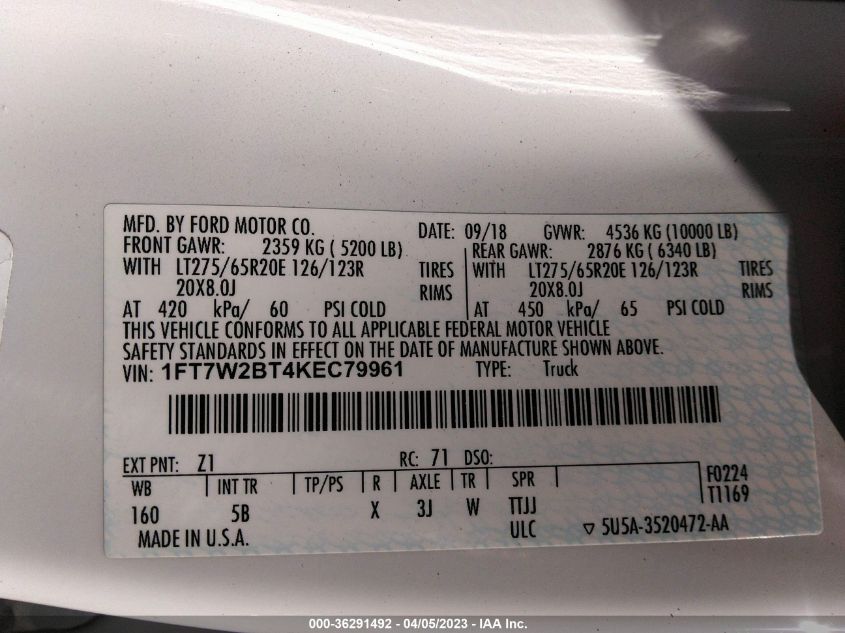 MFD. BY FORD MOTOR CO. DATE: 09/18 GVWR: 4536 KG (10000 LB)
FRONT GAWR: 2359 KG ( 5200 LB) REAR GAWR: 2876 KG ( 6340 LB)
WITH LT275/65R20E 126/123R TIRES WITH LT275/65R20E 126/123R TIRES
20X8.0J RIMS 20X8.0J RIMS
AT 420 kPa/ 60 PSI COLD AT 450 kPa/ 65 PSI COLD
THIS VEHICLE CONFORMS TO ALL APPLICABLE FEDERAL MOTOR VEHICLE
SAFETY STANDARDS IN EFFECT ON THE DATE OF MANUFACTURE SHOWN ABOVE.
VIN: 1FT7W2BT4KEC79961 TYPE: Truck
EXT PNT: Z1 RC: 71 DSO:
WB INT TR TP/PS R AXLE TR SPR F0224
160 5B X 3J W TTJJ T1169
MADE IN U.S.A. ULC ▽ 5U5A-3520472-AA
000-36291492 - 04/05/2023 - IAA Inc.